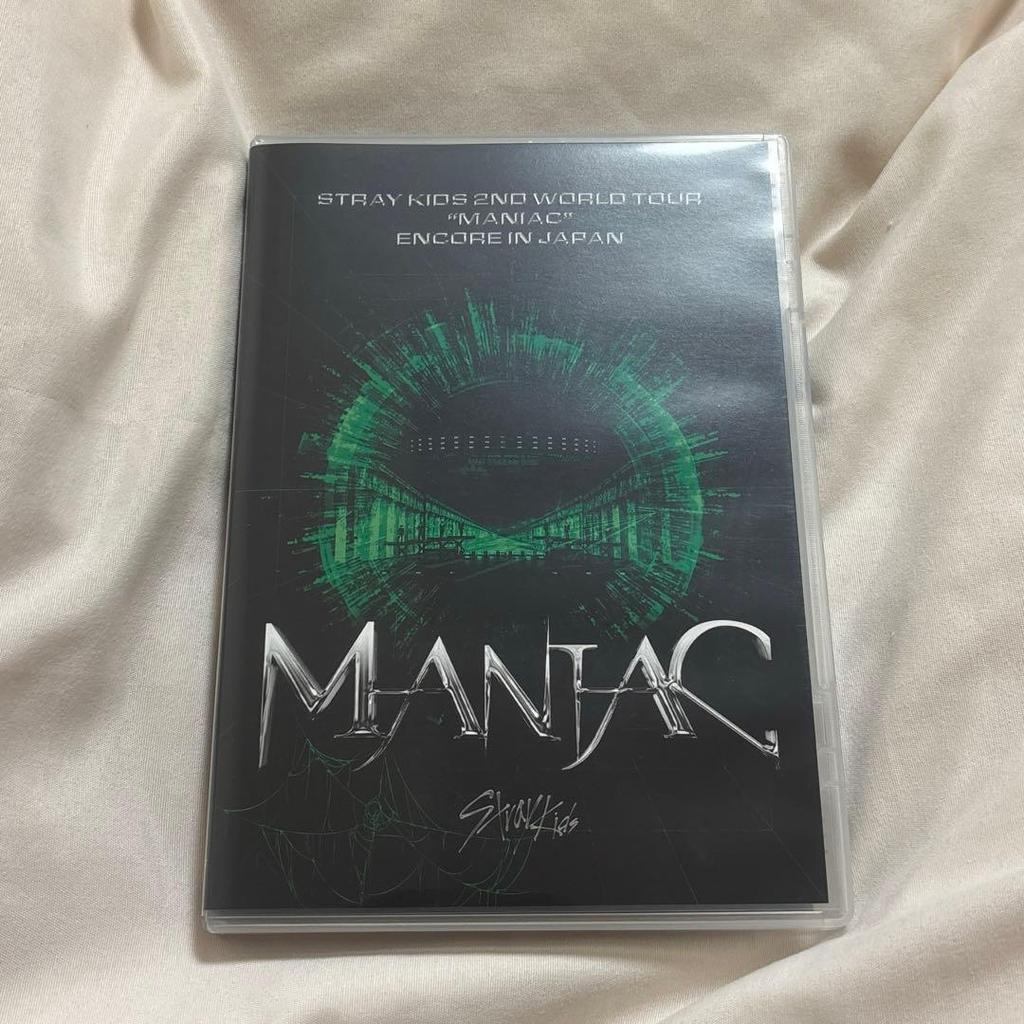 STRAY KIDS 2ND WORLD TOUR
“MANIAC”
ENCORE IN JAPAN
MANIAC
Stray Kids